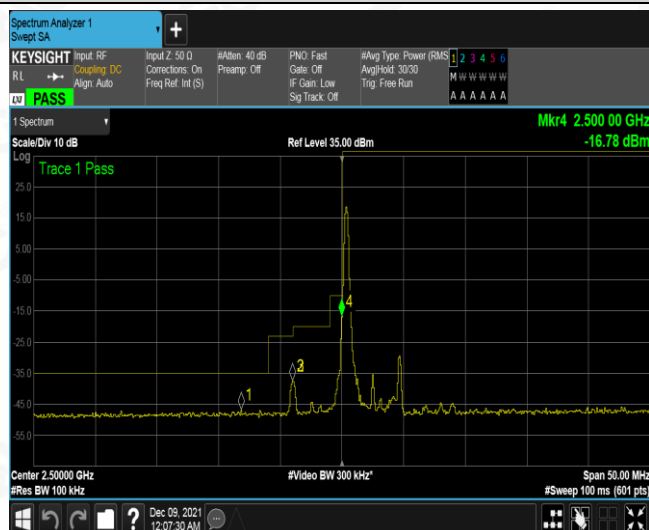 Spectrum Analyzer 1
Swept SA
+
KEYSIGHT
RL
LXI PASS
Input: RF
Coupling: DC
Align: Auto
Input Z: 50 Ω
Corrections: On
Freq Ref: Int (S)
#Atten: 40 dB
Preamp: Off
PNO: Fast
Gate: Off
IF Gain: Low
Sig Track: Off
#Avg Type: Power (RMS
Avg|Hold: 30/30
Trig: Free Run
1 2 3 4 5 6
M W W W W W
A A A A A A
1 Spectrum
Scale/Div 10 dB
Ref Level 35.00 dBm
Mkr4 2.500 00 GHz
-16.78 dBm
Log
Trace 1 Pass
25.0
15.0
5.00
-5.00
-15.0
-25.0
-35.0
-45.0
-55.0
4
1
Center 2.50000 GHz
#Res BW 100 kHz
#Video BW 300 kHz*
Span 50.00 MHz
#Sweep 100 ms (601 pts)
?
Dec 09, 2021
12:07:30 AM